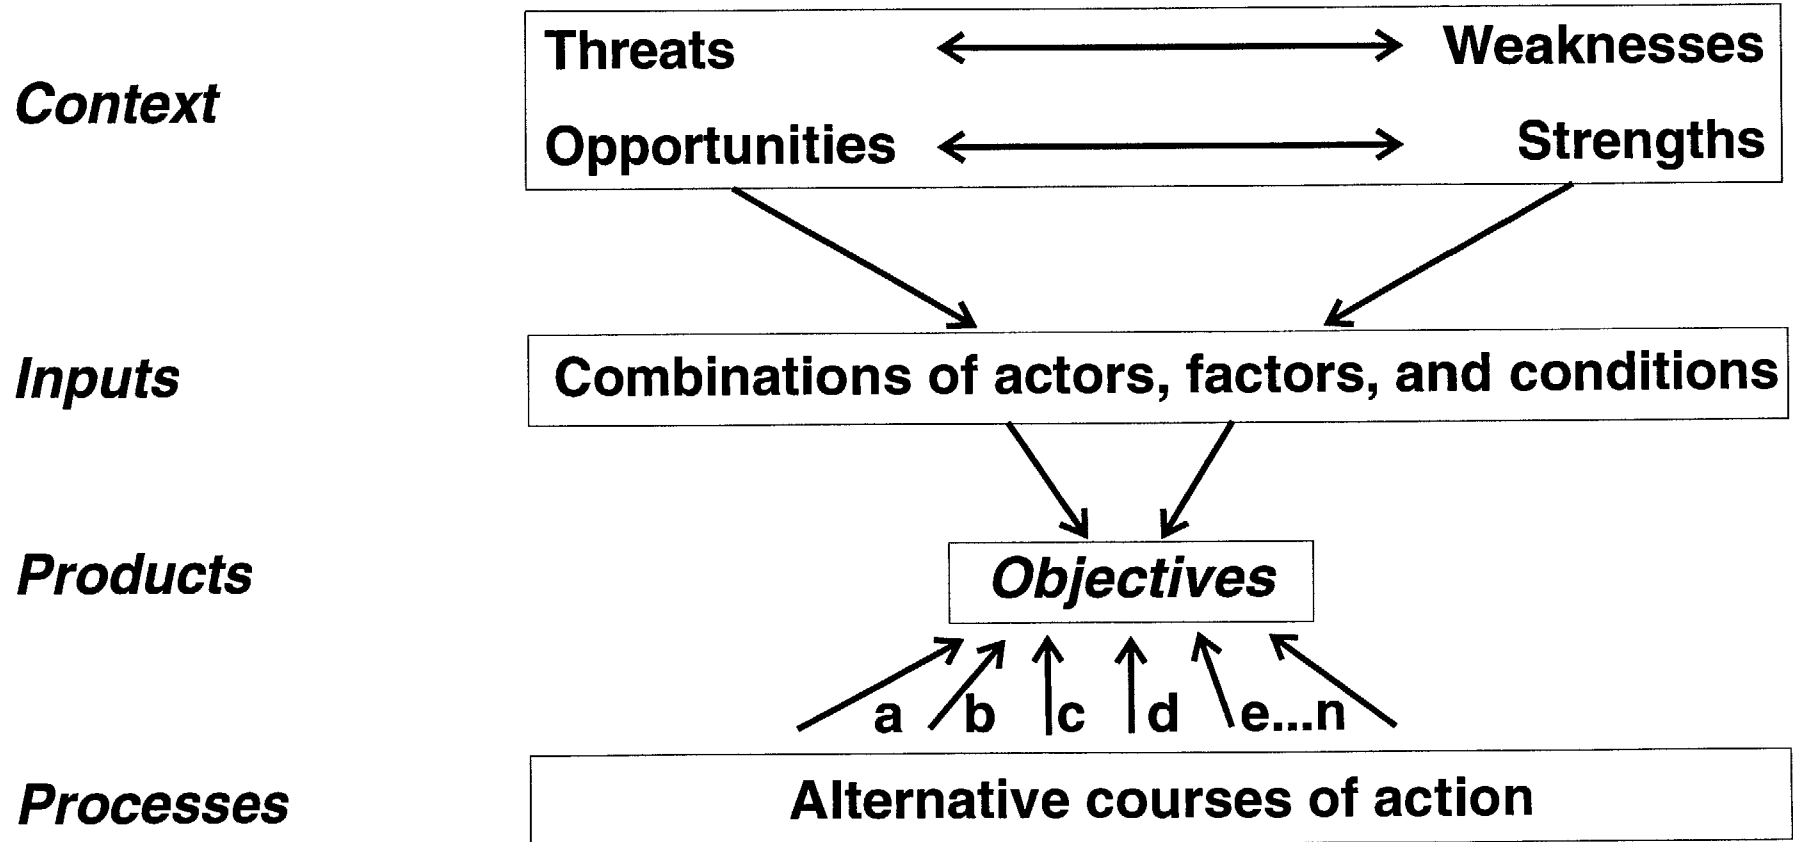 Context
Threats Weaknesses
Opportunities Strengths
Inputs
Combinations of actors, factors, and conditions
Products
Objectives
a b c d e...n
Processes
Alternative courses of action